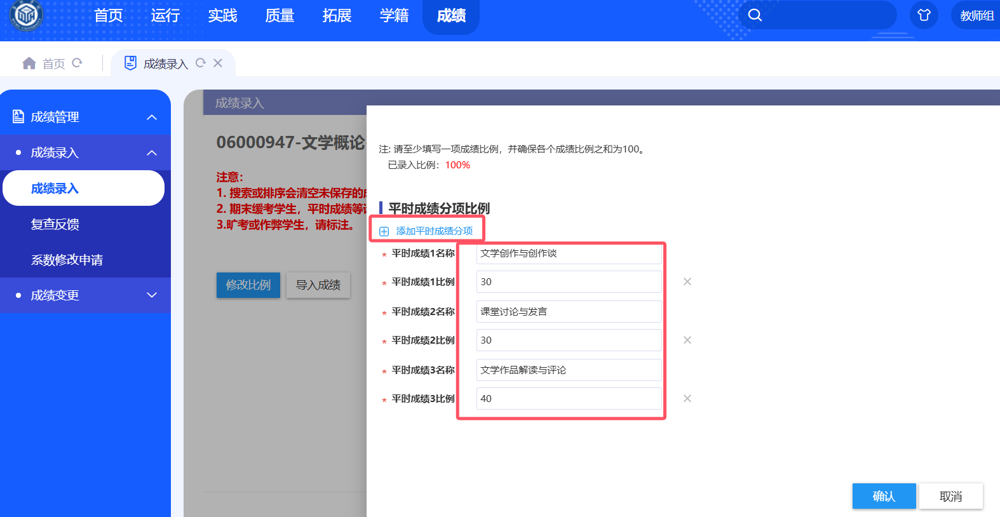 首页 运行 实践 质量 拓展 学籍 成绩 教师组
首页 成绩录入
成绩管理
成绩录入
成绩录入
复查反馈
系数修改申请
成绩变更
成绩录入
06000947-文学概论
注意：
1. 搜索或排序会清空未保存的
2. 期末缓考学生，平时成绩等
3.旷考或作弊学生，请标注。
修改比例 导入成绩
注: 请至少填写一项成绩比例，并确保各个成绩比例之和为100。
已录入比例：100%
平时成绩分项比例
添加平时成绩分项
* 平时成绩1名称 文学创作与创作谈
* 平时成绩1比例 30
* 平时成绩2名称 课堂讨论与发言
* 平时成绩2比例 30
* 平时成绩3名称 文学作品解读与评论
* 平时成绩3比例 40
确认 取消